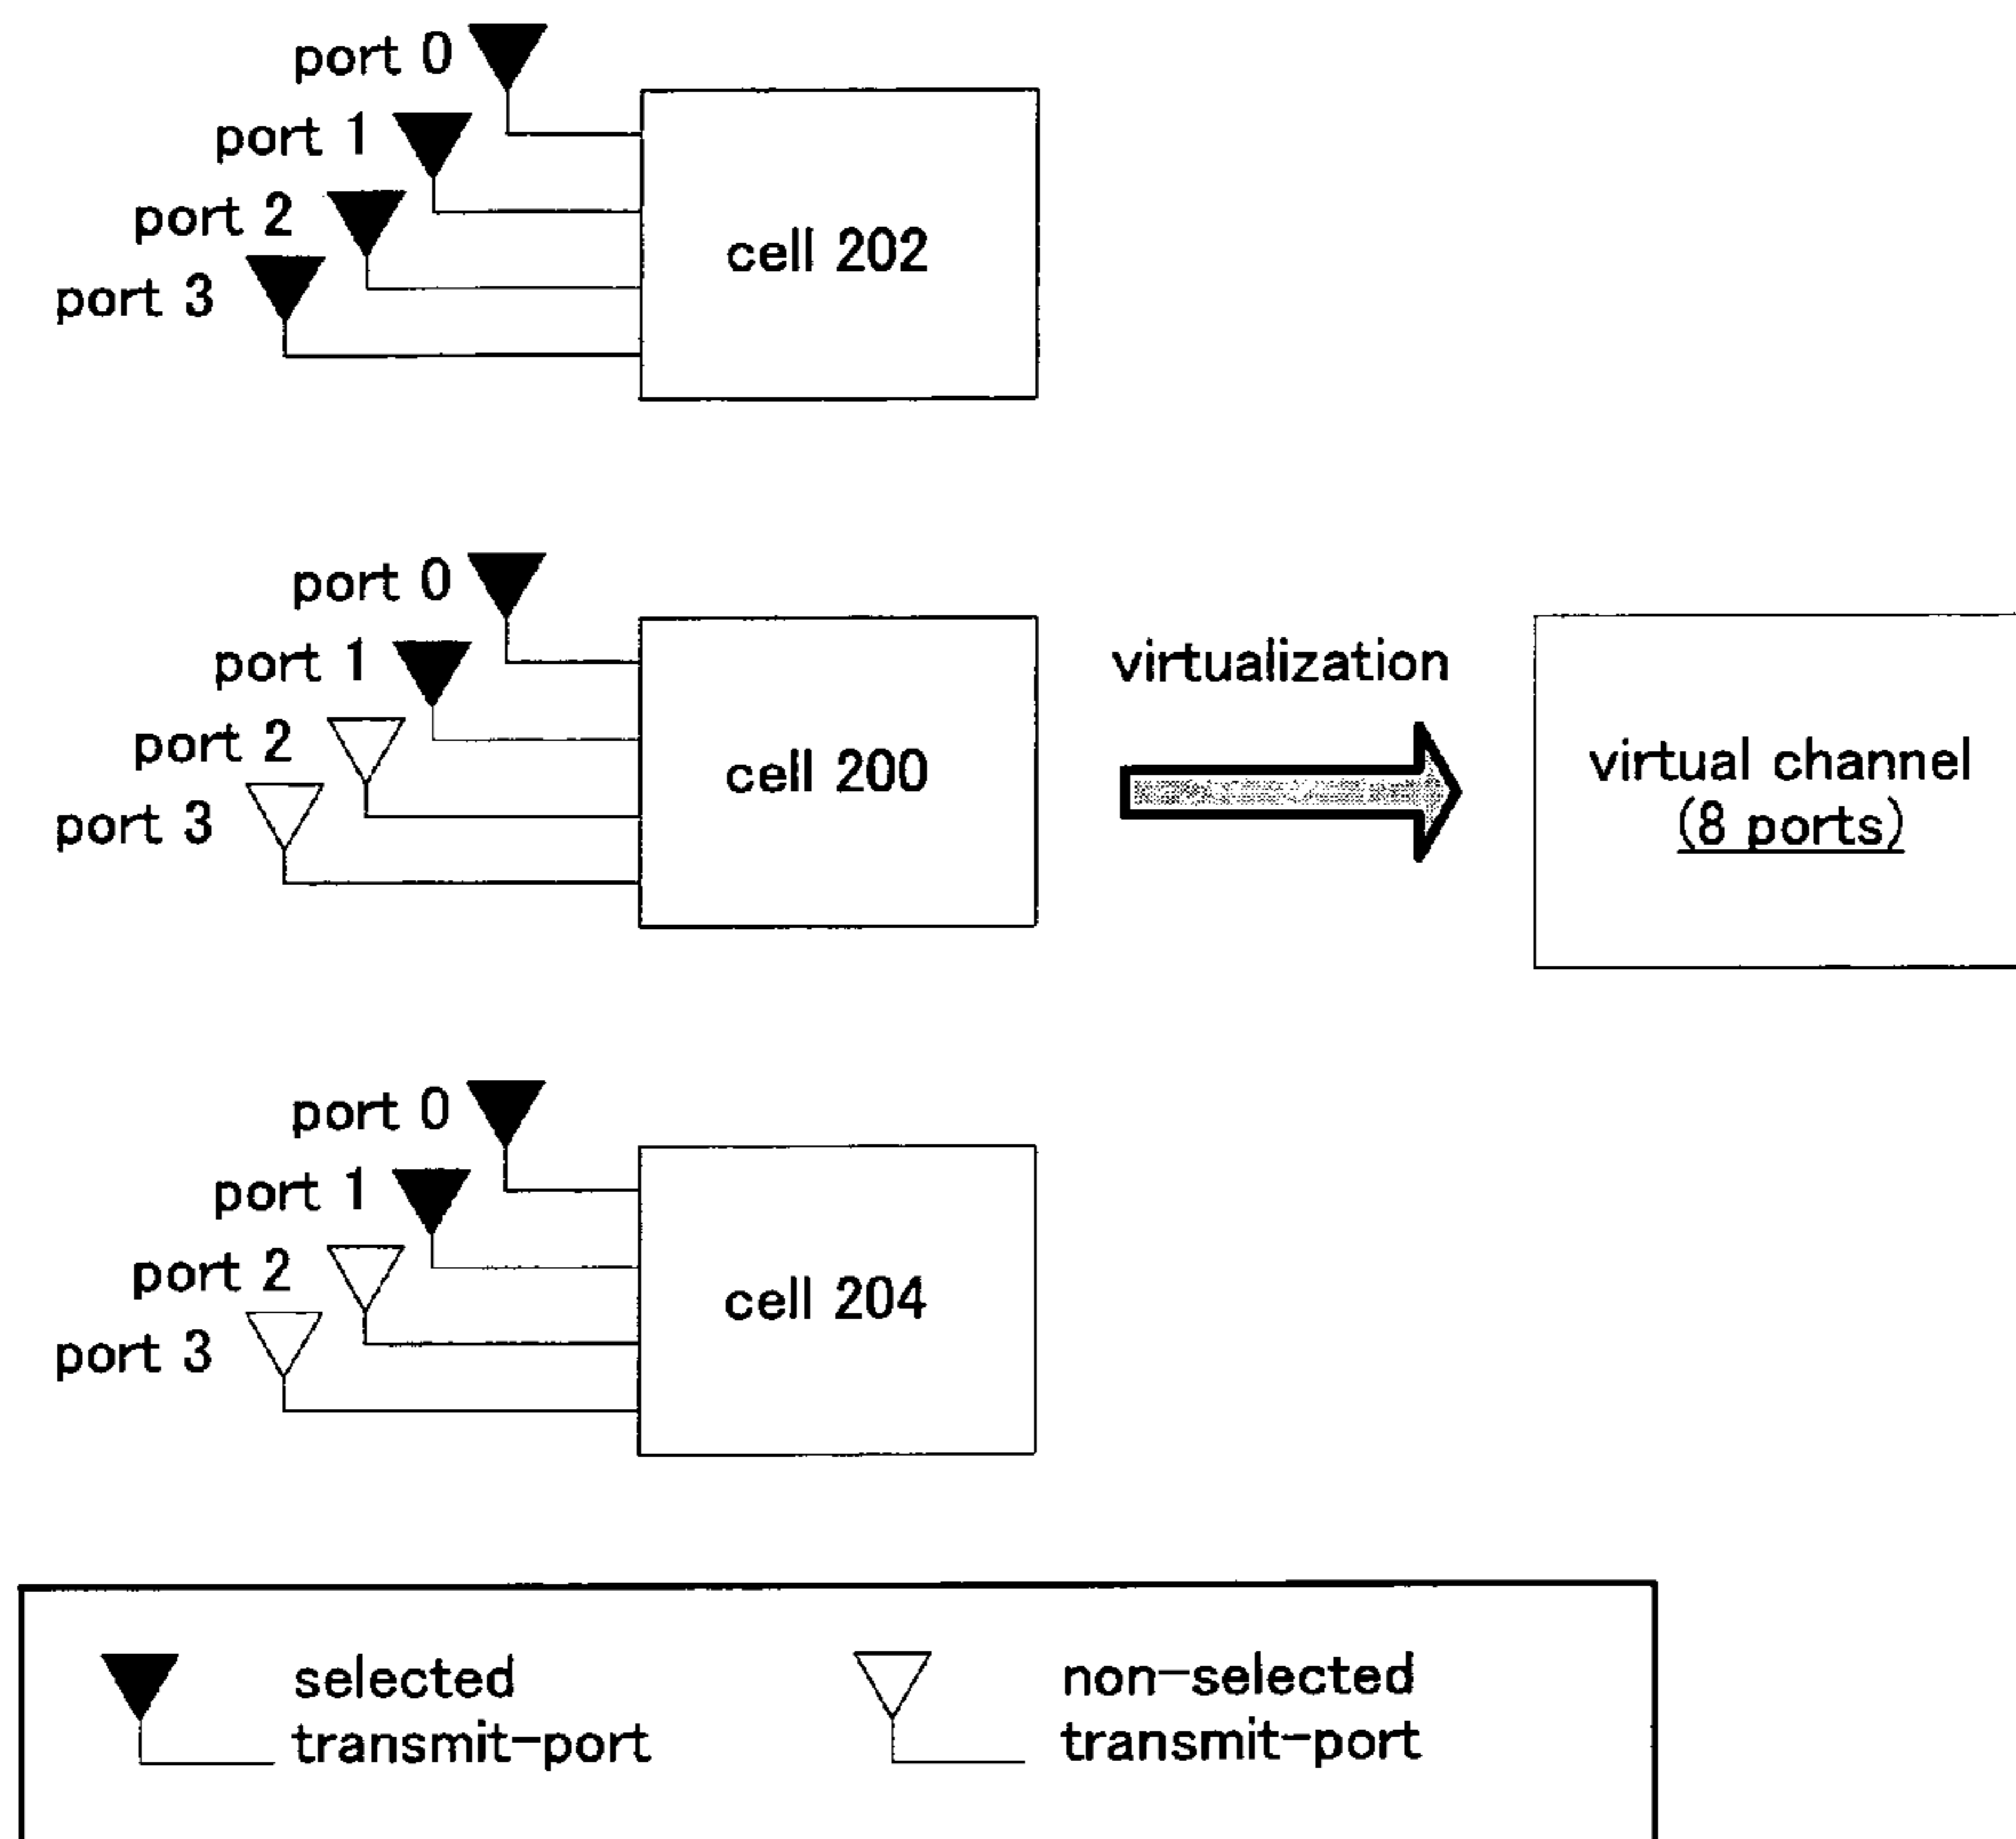 port 0
port 1
port 2
port 3
cell 202
port 0
port 1
port 2
port 3
cell 200
virtualization
virtual channel
(8 ports)
port 0
port 1
port 2
port 3
cell 204
selected
transmit-port
non-selected
transmit-port